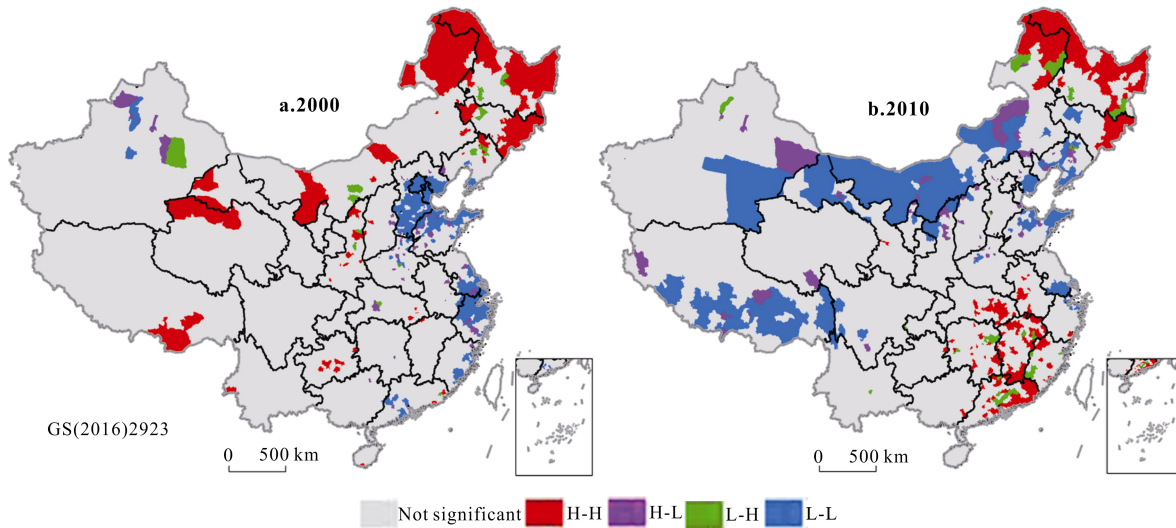 a.2000
b.2010
GS(2016)2923
0 500 km
0 500 km
Not significant H-H H-L L-H L-L